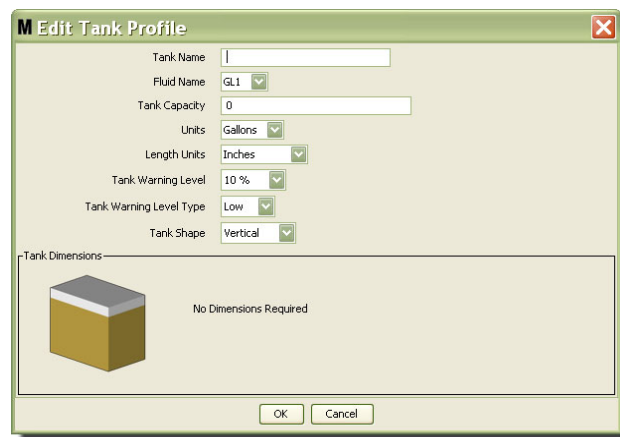 M Edit Tank Profile
Tank Name
Fluid Name GL1
Tank Capacity 0
Units Gallons
Length Units Inches
Tank Warning Level 10 %
Tank Warning Level Type Low
Tank Shape Vertical
Tank Dimensions
No Dimensions Required
OK Cancel